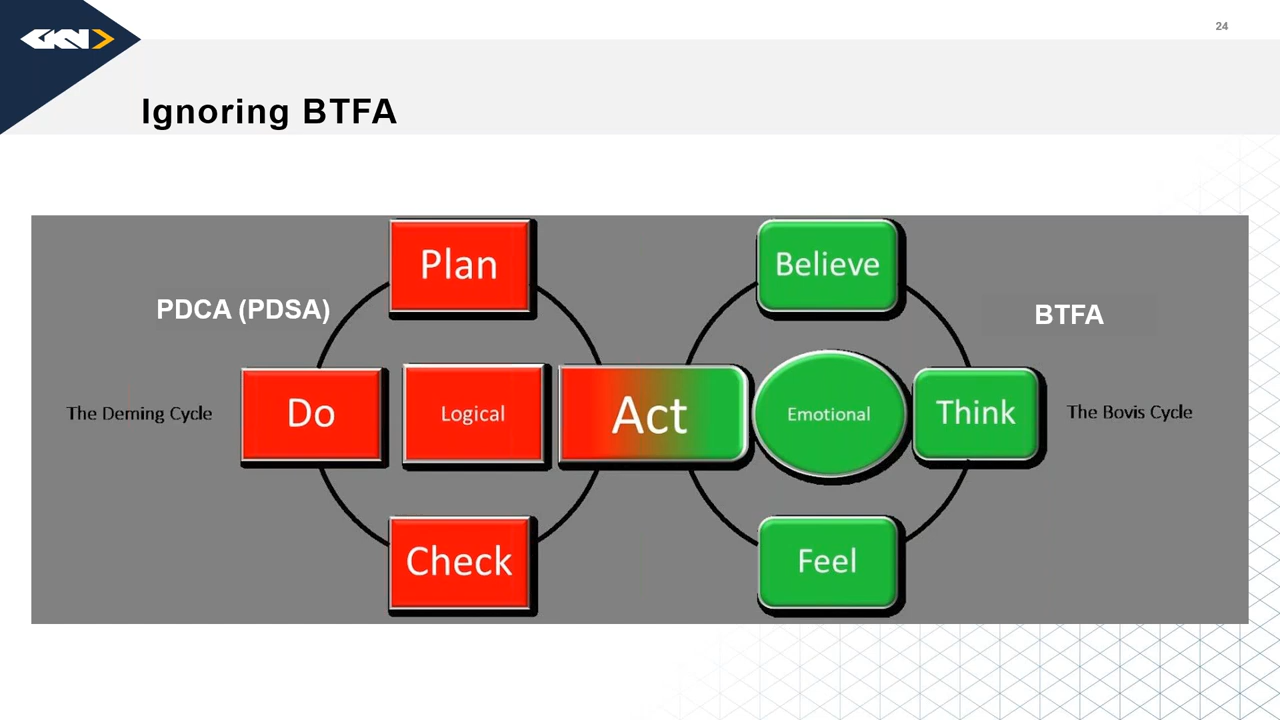 GKN
24
Ignoring BTFA
Plan
Believe
PDCA (PDSA)
BTFA
The Deming Cycle
Do
Logical
Act
Emotional
Think
The Bovis Cycle
Check
Feel